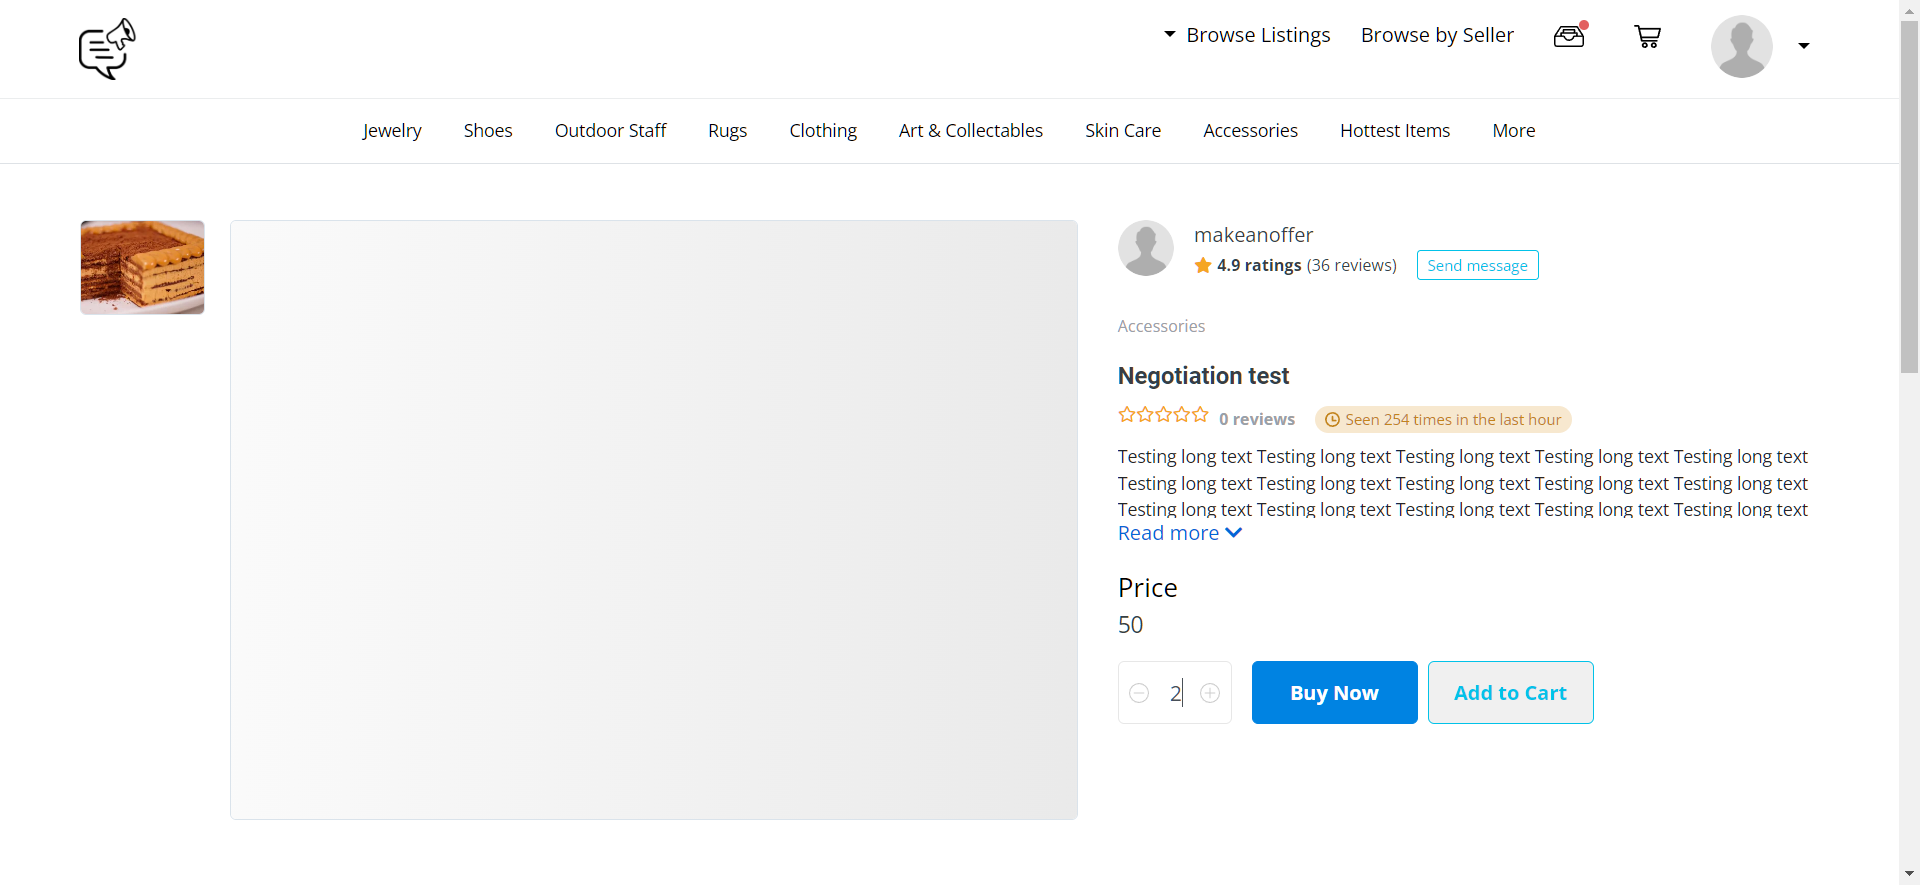 Browse Listings
Browse by Seller
Jewelry
Shoes
Outdoor Staff
Rugs
Clothing
Art & Collectables
Skin Care
Accessories
Hottest Items
More
makeanoffer
4.9 ratings (36 reviews)
Send message
Accessories
Negotiation test
0 reviews
Seen 254 times in the last hour
Testing long text Testing long text Testing long text Testing long text Testing long text
Testing long text Testing long text Testing long text Testing long text Testing long text
Testing long text Testing long text Testing long text Testing long text Testing long text
Read more
Price
50
2
Buy Now
Add to Cart